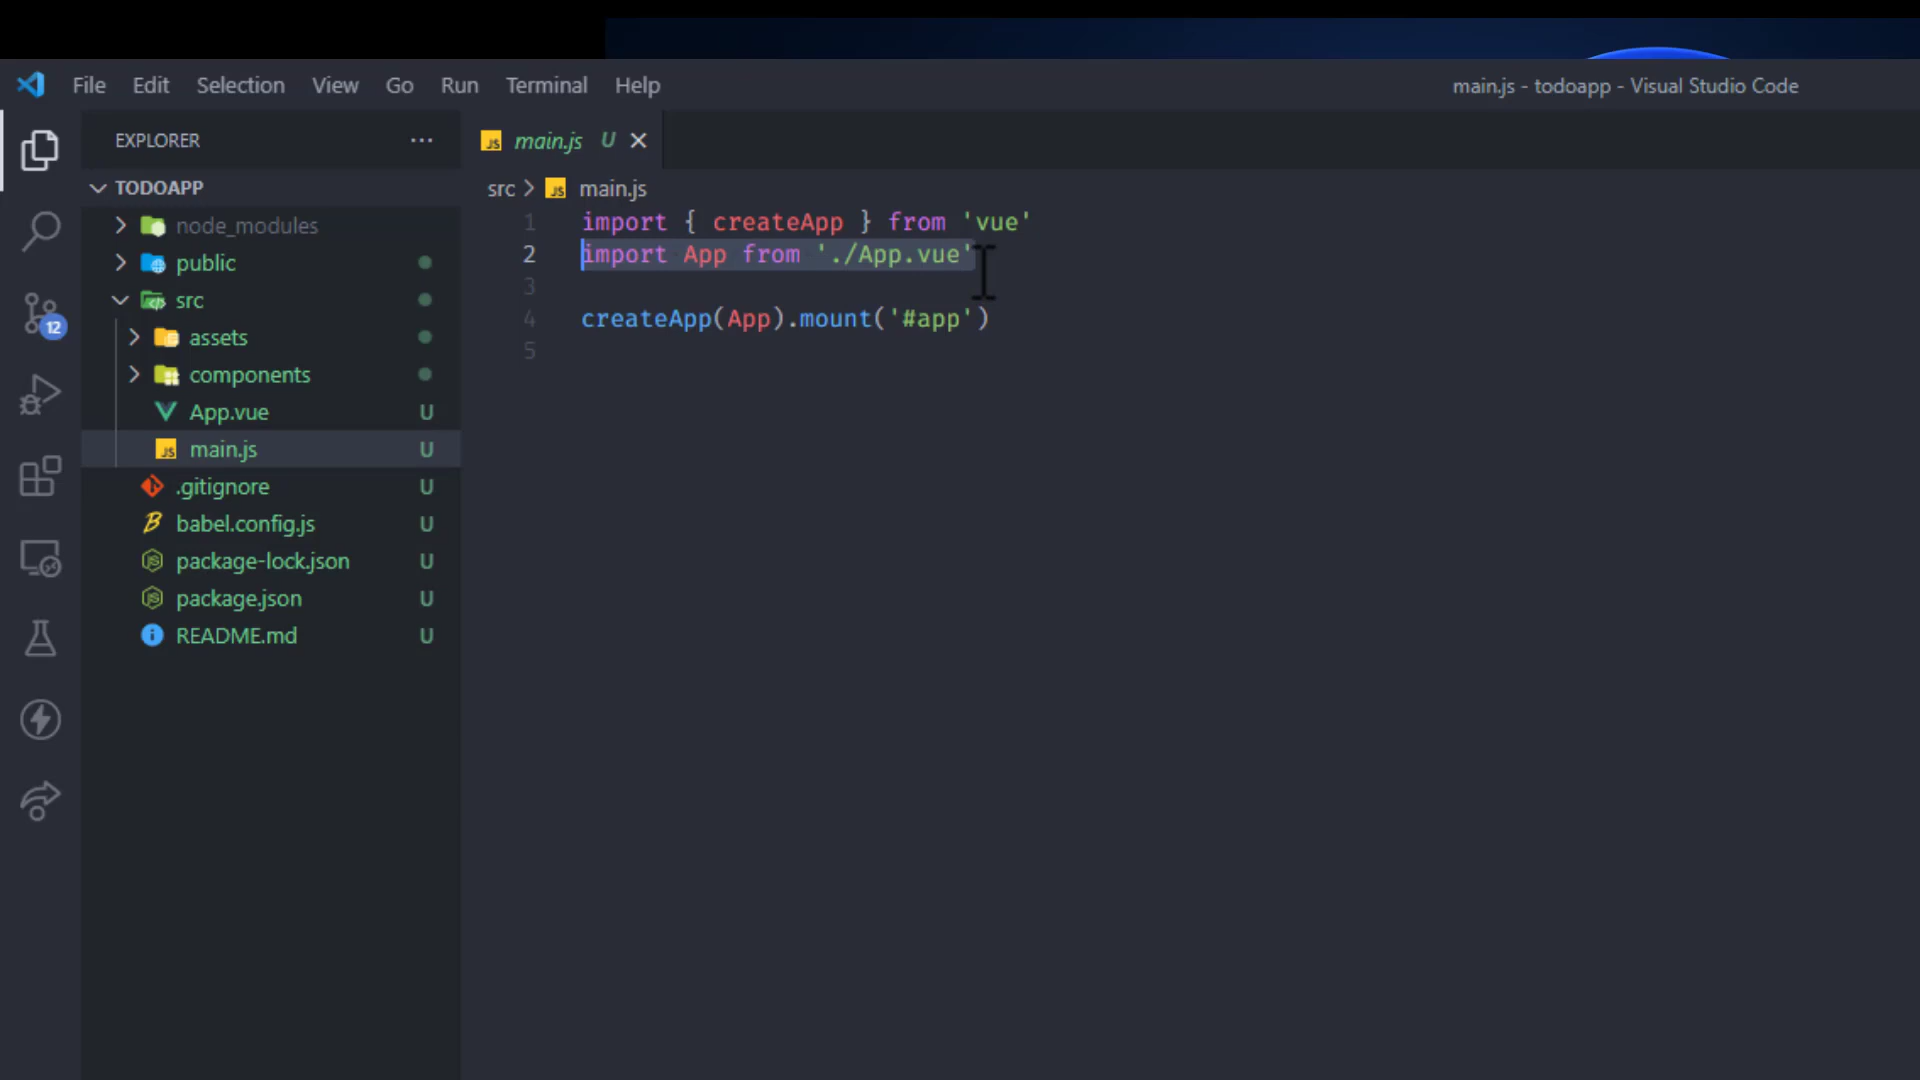 File Edit Selection View Go Run Terminal Help main.js - todoapp - Visual Studio Code
EXPLORER ···
TODOAPP
node_modules
public
src
assets
components
App.vue U
main.js U
.gitignore U
babel.config.js U
package-lock.json U
package.json U
README.md U
12
JS main.js U
src > JS main.js
1 import { createApp } from 'vue'
2 import App from './App.vue'
3
4 createApp(App).mount('#app')
5